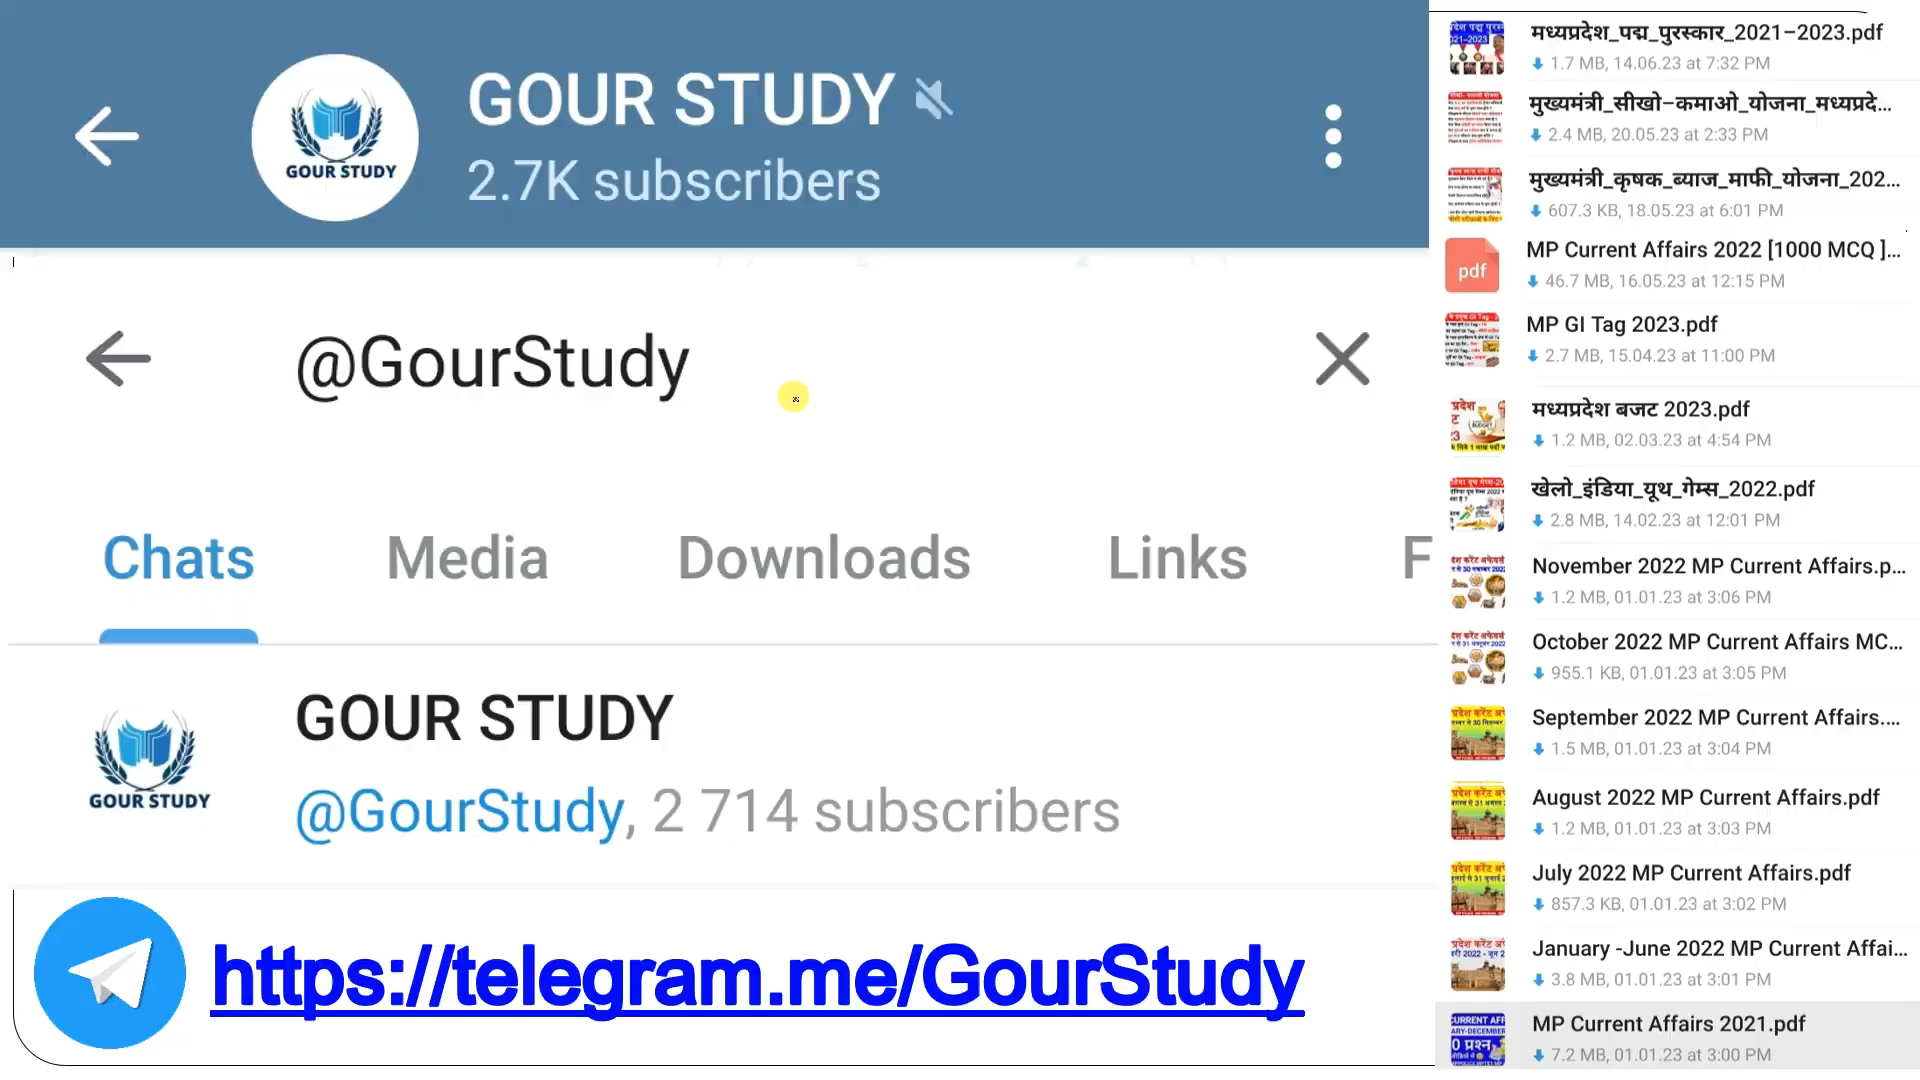 GOUR STUDY
2.7K subscribers
GOUR STUDY
@GourStudy
Chats
Media
Downloads
Links
F
GOUR STUDY
@GourStudy, 2 714 subscribers
GOUR STUDY
https://telegram.me/GourStudy
मध्यप्रदेश_पद्म_पुरस्कार_2021–2023.pdf
1.7 MB, 14.06.23 at 7:32 PM
मुख्यमंत्री_सीखो–कमाओ_योजना_मध्यप्रदे...
2.4 MB, 20.05.23 at 2:33 PM
मुख्यमंत्री_कृषक_ब्याज_माफी_योजना_202...
607.3 KB, 18.05.23 at 6:01 PM
pdf
MP Current Affairs 2022 [1000 MCQ ]...
46.7 MB, 16.05.23 at 12:15 PM
MP GI Tag 2023.pdf
2.7 MB, 15.04.23 at 11:00 PM
मध्यप्रदेश बजट 2023.pdf
1.2 MB, 02.03.23 at 4:54 PM
खेलो_इंडिया_यूथ_गेम्स_2022.pdf
2.8 MB, 14.02.23 at 12:01 PM
November 2022 MP Current Affairs.p...
1.2 MB, 01.01.23 at 3:06 PM
October 2022 MP Current Affairs MC...
955.1 KB, 01.01.23 at 3:05 PM
September 2022 MP Current Affairs....
1.5 MB, 01.01.23 at 3:04 PM
August 2022 MP Current Affairs.pdf
1.2 MB, 01.01.23 at 3:03 PM
July 2022 MP Current Affairs.pdf
857.3 KB, 01.01.23 at 3:02 PM
January -June 2022 MP Current Affai...
3.8 MB, 01.01.23 at 3:01 PM
MP Current Affairs 2021.pdf
7.2 MB, 01.01.23 at 3:00 PM